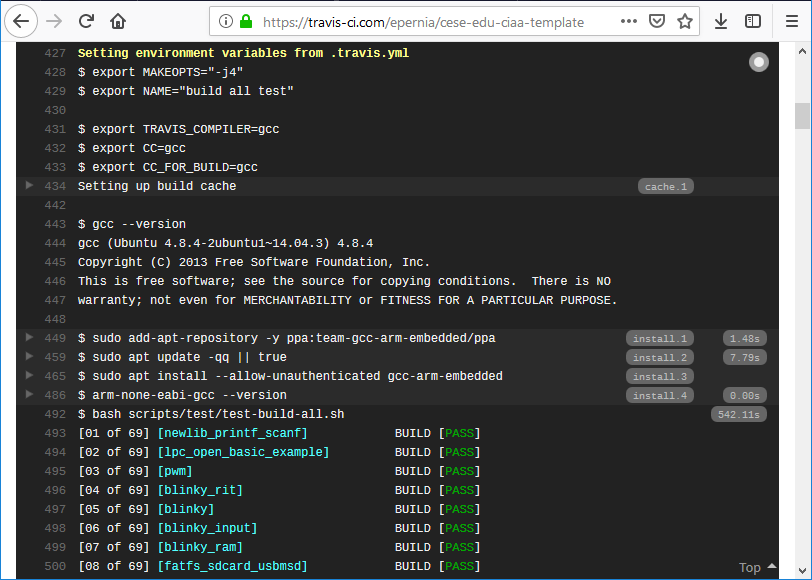 https://travis-ci.com/epernia/cese-edu-ciaa-template
427 Setting environment variables from .travis.yml
428 $ export MAKEOPTS="-j4"
429 $ export NAME="build all test"
430
431 $ export TRAVIS_COMPILER=gcc
432 $ export CC=gcc
433 $ export CC_FOR_BUILD=gcc
434 Setting up build cache cache.1
442
443 $ gcc --version
444 gcc (Ubuntu 4.8.4-2ubuntu1~14.04.3) 4.8.4
445 Copyright (C) 2013 Free Software Foundation, Inc.
446 This is free software; see the source for copying conditions.  There is NO
447 warranty; not even for MERCHANTABILITY or FITNESS FOR A PARTICULAR PURPOSE.
448
449 $ sudo add-apt-repository -y ppa:team-gcc-arm-embedded/ppa install.1 1.48s
459 $ sudo apt update -qq || true install.2 7.79s
465 $ sudo apt install --allow-unauthenticated gcc-arm-embedded install.3
486 $ arm-none-eabi-gcc --version install.4 0.00s
492 $ bash scripts/test/test-build-all.sh 542.11s
493 [01 of 69] [newlib_printf_scanf] BUILD [PASS]
494 [02 of 69] [lpc_open_basic_example] BUILD [PASS]
495 [03 of 69] [pwm] BUILD [PASS]
496 [04 of 69] [blinky_rit] BUILD [PASS]
497 [05 of 69] [blinky] BUILD [PASS]
498 [06 of 69] [blinky_input] BUILD [PASS]
499 [07 of 69] [blinky_ram] BUILD [PASS]
500 [08 of 69] [fatfs_sdcard_usbmsd] BUILD [PASS]
Top